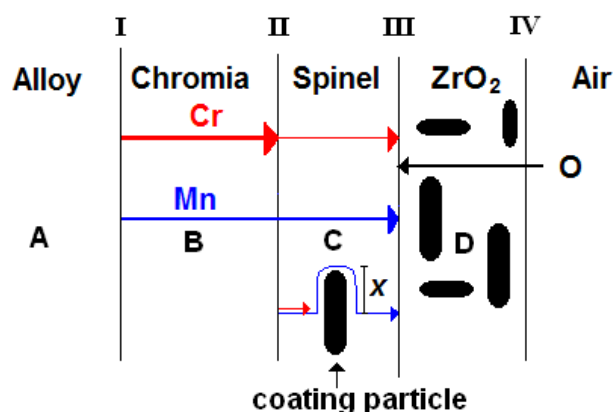 I II III IV
Alloy Chromia Spinel ZrO₂ Air
Cr
O
Mn
A B C D
x
coating particle